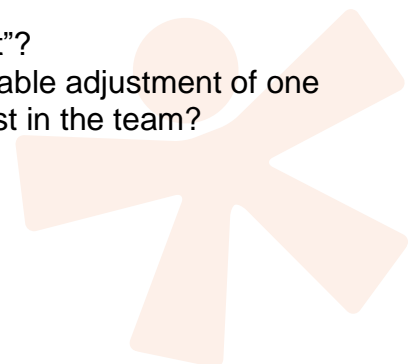 t”?
able adjustment of one
st in the team?